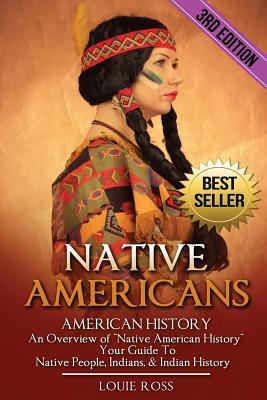 3RD EDITION
BEST
SELLER
NATIVE
AMERICANS
AMERICAN HISTORY
An Overview of "Native American History"
Your Guide To
Native People, Indians, & Indian History
LOUIE ROSS